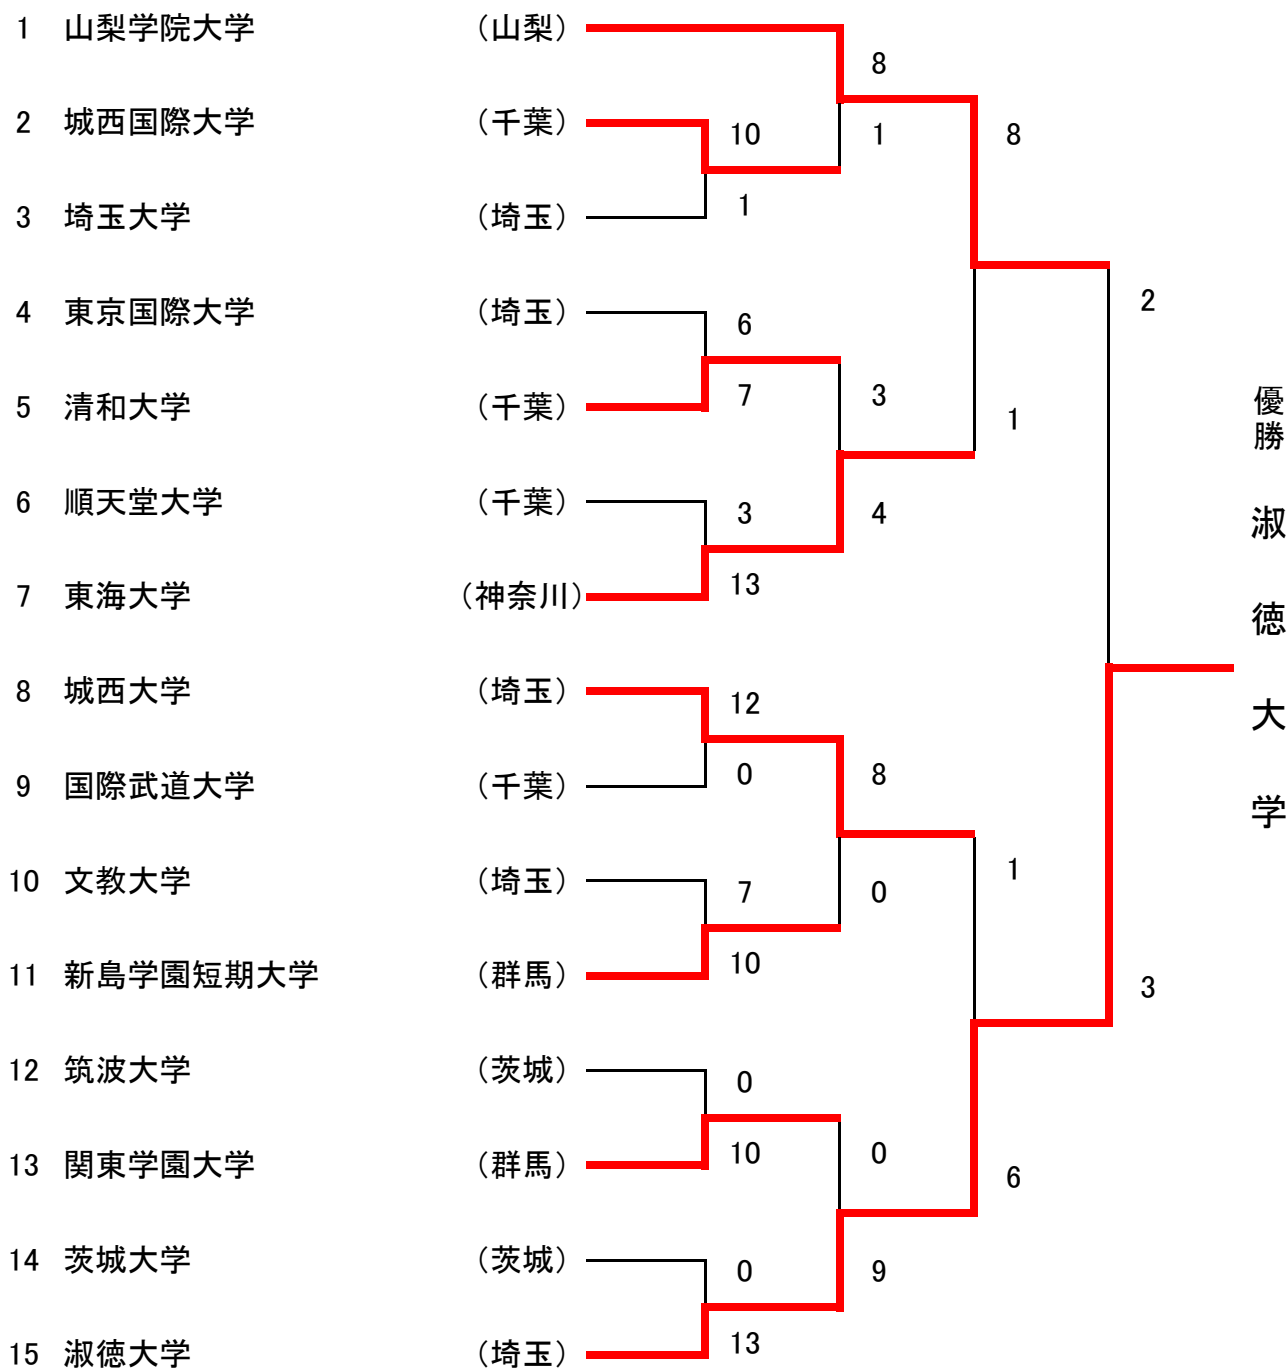 1 山梨学院大学 (山梨)
8
2 城西国際大学 (千葉)
10 1 8
3 埼玉大学 (埼玉)
1
4 東京国際大学 (埼玉)
6
2
5 清和大学 (千葉)
7 3 1
6 順天堂大学 (千葉)
3 4
7 東海大学 (神奈川)
13
8 城西大学 (埼玉)
12
9 国際武道大学 (千葉)
0 8
10 文教大学 (埼玉)
7 0 1
11 新島学園短期大学 (群馬)
10 3
12 筑波大学 (茨城)
0
13 関東学園大学 (群馬)
10 0 6
14 茨城大学 (茨城)
0 9
15 淑徳大学 (埼玉)
13
優勝
淑徳大学